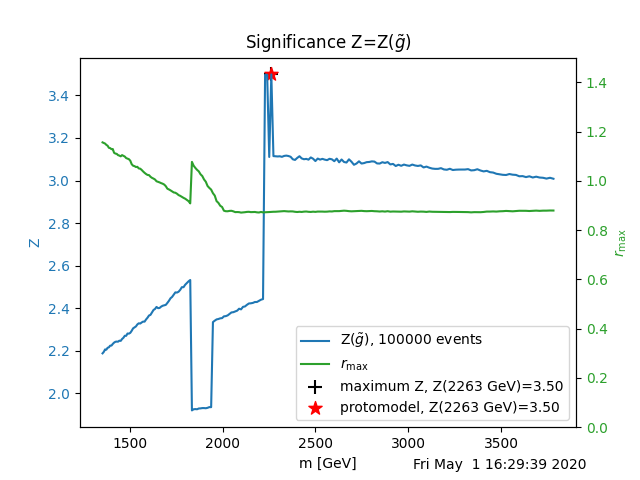 Significance Z=Z(g̃)
Z
3.4
3.2
3.0
2.8
2.6
2.4
2.2
2.0
1.4
1.2
1.0
0.8
0.6
0.4
0.2
0.0
r_max
Z(g̃), 100000 events
r_max
maximum Z, Z(2263 GeV)=3.50
protomodel, Z(2263 GeV)=3.50
1500 2000 2500 3000 3500
m [GeV]
Fri May  1 16:29:39 2020